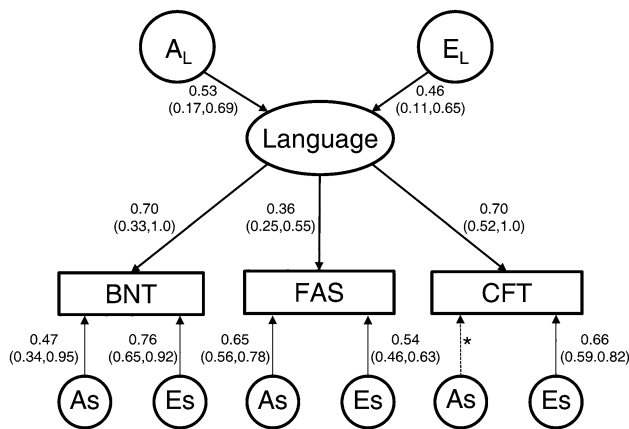 A_L
E_L
0.53
(0.17,0.69)
0.46
(0.11,0.65)
Language
0.70
(0.33,1.0)
0.36
(0.25,0.55)
0.70
(0.52,1.0)
BNT
FAS
CFT
0.47
(0.34,0.95)
0.76
(0.65,0.92)
0.65
(0.56,0.78)
0.54
(0.46,0.63)
*
0.66
(0.59.0.82)
As
Es
As
Es
As
Es